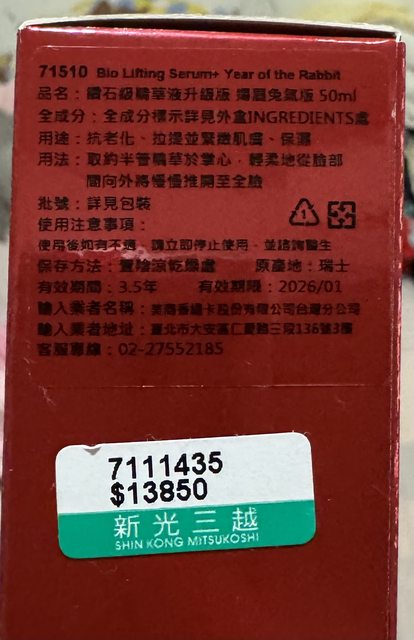 71510 Bio Lifting Serum+ Year of the Rabbit
品名：鑽石級精華液升級版 揚眉兔氣版 50ml
全成分：全成分標示詳見外盒INGREDIENTS處
用途：抗老化、拉提並緊緻肌膚、保濕
用法：取約半管精華於掌心，輕柔地從臉部
間向外將慢慢推開至全臉
批號：詳見包裝
使用注意事項：
使用後如有不適，請立即停止使用，並諮詢醫生
保存方法：置陰涼乾燥處 原產地：瑞士
有效期間：3.5年 有效期限：2026/01
輸入業者名稱：美商香緹卡股份有限公司台灣分公司
輸入業者地址：臺北市大安區仁愛路三段136號3樓
客服專線：02-27552185
1
7111435
$13850
新光三越
SHIN KONG MITSUKOSHI